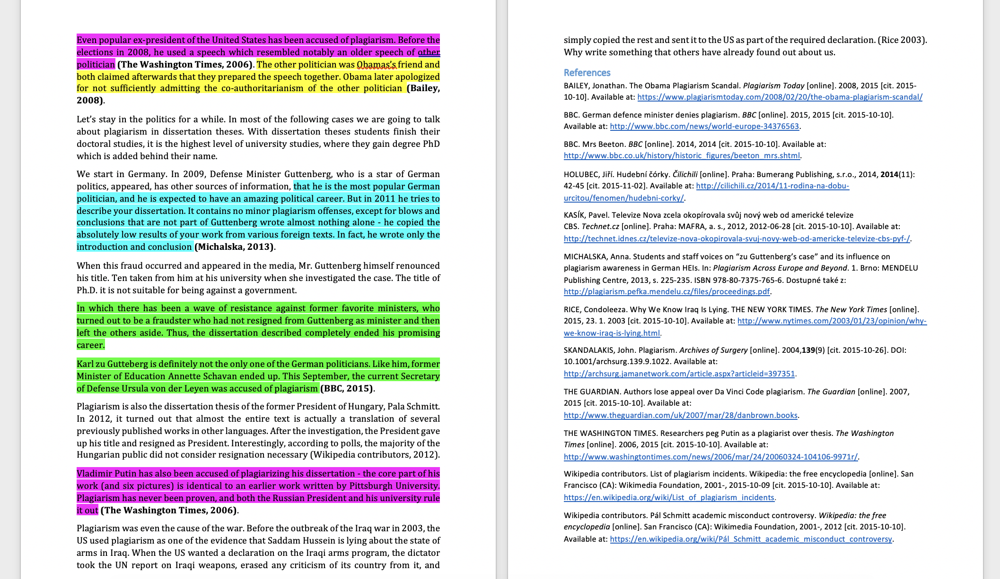 Even popular ex-president of the United States has been accused of plagiarism. Before the
elections in 2008, he used a speech which resembled notably an older speech of other
politician (The Washington Times, 2006). The other politician was Obamas's friend and
both claimed afterwards that they prepared the speech together. Obama later apologized
for not sufficiently admitting the co-authoritarianism of the other politician (Bailey,
2008).
Let's stay in the politics for a while. In most of the following cases we are going to talk
about plagiarism in dissertation theses. With dissertation theses students finish their
doctoral studies, it is the highest level of university studies, where they gain degree PhD
which is added behind their name.
We start in Germany. In 2009, Defense Minister Guttenberg, who is a star of German
politics, appeared, has other sources of information, that he is the most popular German
politician, and he is expected to have an amazing political career. But in 2011 he tries to
describe your dissertation. It contains no minor plagiarism offenses, except for blows and
conclusions that are not part of Guttenberg wrote almost nothing alone - he copied the
absolutely low results of your work from various foreign texts. In fact, he wrote only the
introduction and conclusion (Michalska, 2013).
When this fraud occurred and appeared in the media, Mr. Guttenberg himself renounced
his title. Ten taken from him at his university when she investigated the case. The title of
Ph.D. it is not suitable for being against a government.
In which there has been a wave of resistance against former favorite ministers, who
turned out to be a fraudster who had not resigned from Guttenberg as minister and then
left the others aside. Thus, the dissertation described completely ended his promising
career.
Karl zu Gutteberg is definitely not the only one of the German politicians. Like him, former
Minister of Education Annette Schavan ended up. This September, the current Secretary
of Defense Ursula von der Leyen was accused of plagiarism (BBC, 2015).
Plagiarism is also the dissertation thesis of the former President of Hungary, Pala Schmitt.
In 2012, it turned out that almost the entire text is actually a translation of several
previously published works in other languages. After the investigation, the President gave
up his title and resigned as President. Interestingly, according to polls, the majority of the
Hungarian public did not consider resignation necessary (Wikipedia contributors, 2012).
Vladimir Putin has also been accused of plagiarizing his dissertation - the core part of his
work (and six pictures) is identical to an earlier work written by Pittsburgh University.
Plagiarism has never been proven, and both the Russian President and his university rule
it out (The Washington Times, 2006).
Plagiarism was even the cause of the war. Before the outbreak of the Iraq war in 2003, the
US used plagiarism as one of the evidence that Saddam Hussein is lying about the state of
arms in Iraq. When the US wanted a declaration on the Iraqi arms program, the dictator
took the UN report on Iraqi weapons, erased any criticism of its country from it, and
simply copied the rest and sent it to the US as part of the required declaration. (Rice 2003).
Why write something that others have already found out about us.
References
BAILEY, Jonathan. The Obama Plagiarism Scandal. Plagiarism Today [online]. 2008, 2015 [cit. 2015-
10-10]. Available at: https://www.plagiarismtoday.com/2008/02/20/the-obama-plagiarism-scandal/
BBC. German defence minister denies plagiarism. BBC [online]. 2015, 2015 [cit. 2015-10-10].
Available at: http://www.bbc.com/news/world-europe-34376563.
BBC. Mrs Beeton. BBC [online]. 2014, 2014 [cit. 2015-10-10]. Available at:
http://www.bbc.co.uk/history/historic_figures/beeton_mrs.shtml.
HOLUBEC, Jiří. Hudební čórky. Čilichili [online]. Praha: Bumerang Publishing, s.r.o., 2014, 2014(11):
42-45 [cit. 2015-11-02]. Available at: http://cilichili.cz/2014/11-rodina-na-dobu-
urcitou/fenomen/hudebni-corky/.
KASÍK, Pavel. Televize Nova zcela okopírovala svůj nový web od americké televize
CBS. Technet.cz [online]. Praha: MAFRA, a. s., 2012, 2012-06-28 [cit. 2015-10-10]. Available at:
http://technet.idnes.cz/televize-nova-okopirovala-svuj-novy-web-od-americke-televize-cbs-pyf-/.
MICHALSKA, Anna. Students and staff voices on “zu Guttenberg's case” and its influence on
plagiarism awareness in German HEIs. In: Plagiarism Across Europe and Beyond. 1. Brno: MENDELU
Publishing Centre, 2013, s. 225-235. ISBN 978-80-7375-765-6. Dostupné také z:
http://plagiarism.pefka.mendelu.cz/files/proceedings.pdf.
RICE, Condoleeza. Why We Know Iraq Is Lying. THE NEW YORK TIMES. The New York Times [online].
2015, 23. 1. 2003 [cit. 2015-10-10]. Available at: http://www.nytimes.com/2003/01/23/opinion/why-
we-know-iraq-is-lying.html.
SKANDALAKIS, John. Plagiarism. Archives of Surgery [online]. 2004,139(9) [cit. 2015-10-26]. DOI:
10.1001/archsurg.139.9.1022. Available at:
http://archsurg.jamanetwork.com/article.aspx?articleid=397351.
THE GUARDIAN. Authors lose appeal over Da Vinci Code plagiarism. The Guardian [online]. 2007,
2015 [cit. 2015-10-10]. Available at:
http://www.theguardian.com/uk/2007/mar/28/danbrown.books.
THE WASHINGTON TIMES. Researchers peg Putin as a plagiarist over thesis. The Washington
Times [online]. 2006, 2015 [cit. 2015-10-10]. Available at:
http://www.washingtontimes.com/news/2006/mar/24/20060324-104106-9971r/.
Wikipedia contributors. List of plagiarism incidents. Wikipedia: the free encyclopedia [online]. San
Francisco (CA): Wikimedia Foundation, 2001-, 2015-10-09 [cit. 2015-10-10]. Available at:
https://en.wikipedia.org/wiki/List_of_plagiarism_incidents.
Wikipedia contributors. Pál Schmitt academic misconduct controversy. Wikipedia: the free
encyclopedia [online]. San Francisco (CA): Wikimedia Foundation, 2001-, 2012 [cit. 2015-10-10].
Available at: https://en.wikipedia.org/wiki/Pál_Schmitt_academic_misconduct_controversy.